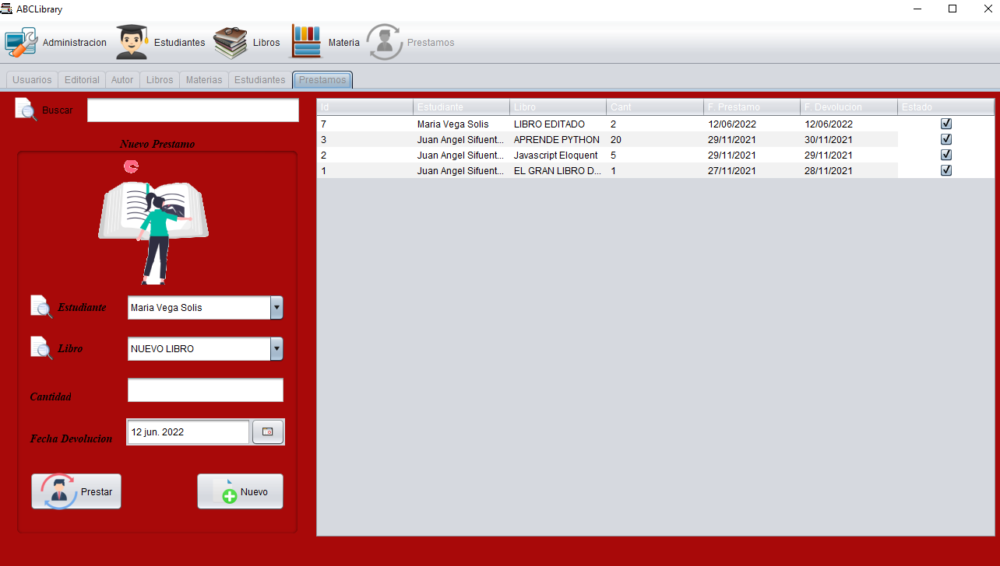 ABCLibrary
Administracion Estudiantes Libros Materia Prestamos
Usuarios Editorial Autor Libros Materias Estudiantes Prestamos
Buscar
Nuevo Prestamo
Estudiante Maria Vega Solis
Libro NUEVO LIBRO
Cantidad
Fecha Devolucion 12 jun. 2022
Prestar Nuevo
Id Estudiante Libro Cant F. Prestamo F. Devolucion Estado
7 Maria Vega Solis LIBRO EDITADO 2 12/06/2022 12/06/2022
3 Juan Angel Sifuent... APRENDE PYTHON 20 29/11/2021 30/11/2021
2 Juan Angel Sifuent... Javascript Eloquent 5 29/11/2021 29/11/2021
1 Juan Angel Sifuent... EL GRAN LIBRO D... 1 27/11/2021 28/11/2021